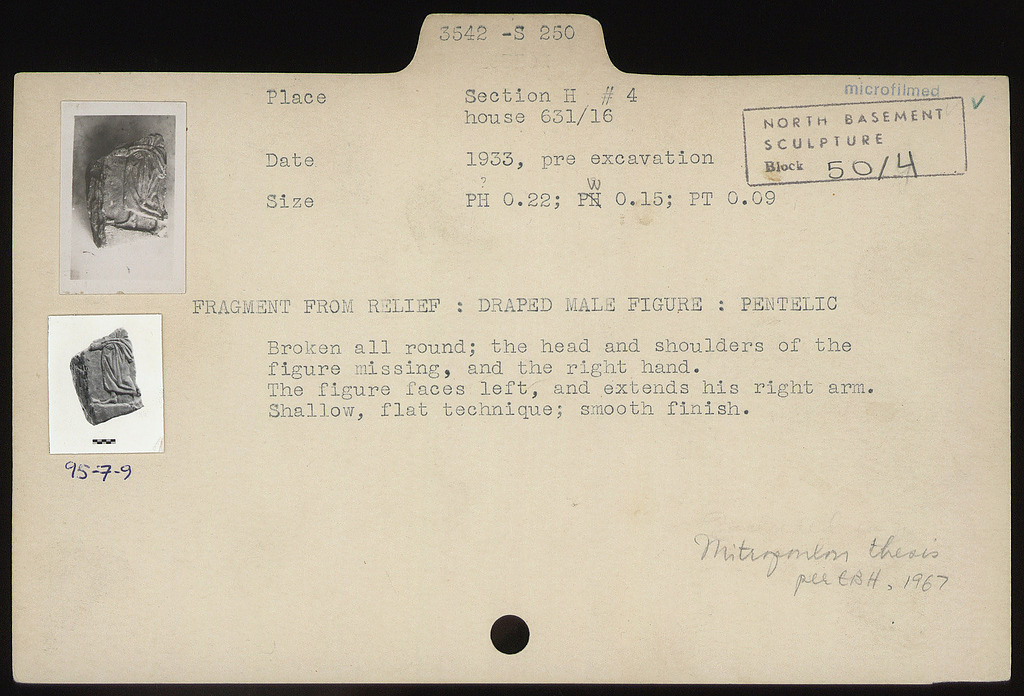 3542 -S 250
microfilmed
Place Section H # 4
house 631/16
NORTH BASEMENT
SCULPTURE
Block 50/4
Date 1933, pre excavation
?
W
Size PH 0.22; PH 0.15; PT 0.09
FRAGMENT FROM RELIEF : DRAPED MALE FIGURE : PENTELIC
Broken all round; the head and shoulders of the
figure missing, and the right hand.
The figure faces left, and extends his right arm.
Shallow, flat technique; smooth finish.
95-7-9
thesis
per EBH, 1967